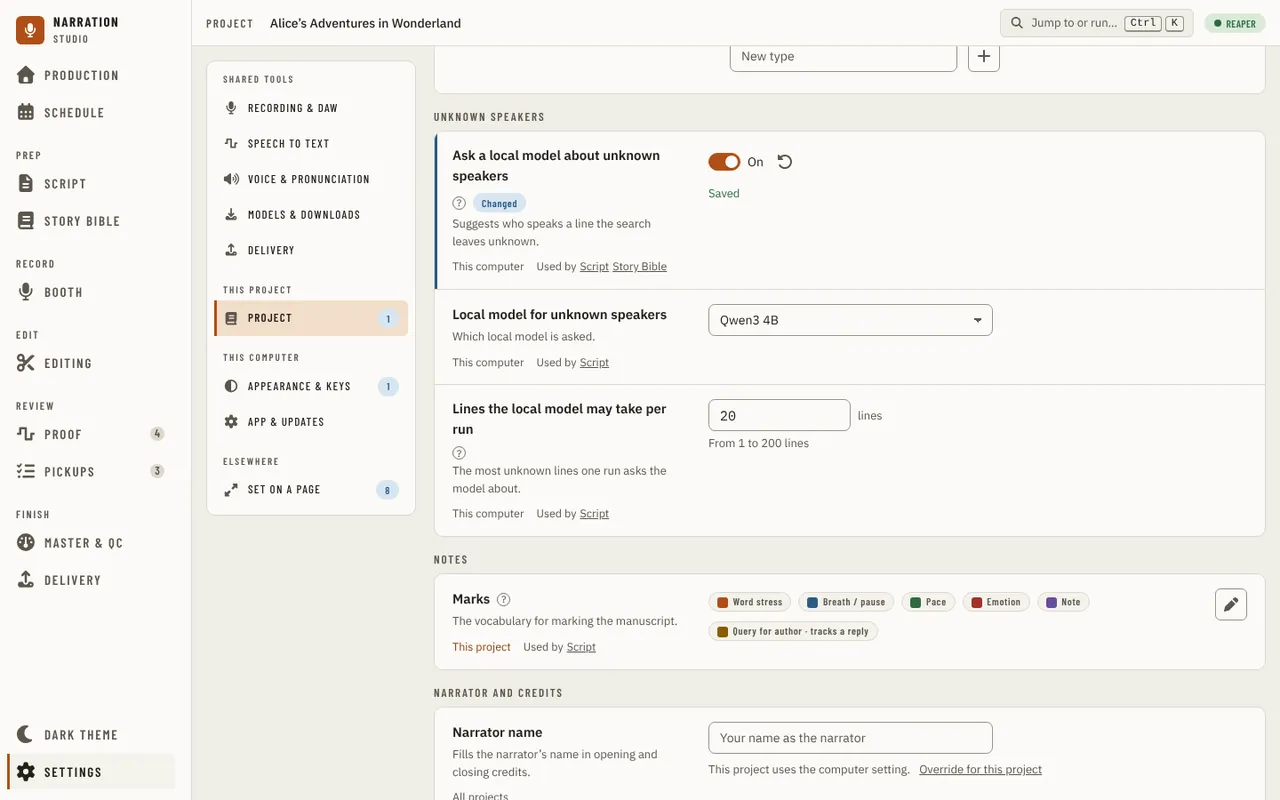 NARRATION
STUDIO
PRODUCTION
SCHEDULE
PREP
SCRIPT
STORY BIBLE
RECORD
BOOTH
EDIT
EDITING
REVIEW
PROOF 4
PICKUPS 3
FINISH
MASTER & QC
DELIVERY
DARK THEME
SETTINGS
PROJECT Alice's Adventures in Wonderland
Jump to or run... Ctrl K
REAPER
SHARED TOOLS
RECORDING & DAW
SPEECH TO TEXT
VOICE & PRONUNCIATION
MODELS & DOWNLOADS
DELIVERY
THIS PROJECT
PROJECT 1
THIS COMPUTER
APPEARANCE & KEYS 1
APP & UPDATES
ELSEWHERE
SET ON A PAGE 8
New type
UNKNOWN SPEAKERS
Ask a local model about unknown
speakers
? Changed
Suggests who speaks a line the search
leaves unknown.
This computer Used by Script Story Bible
On
Saved
Local model for unknown speakers
Which local model is asked.
This computer Used by Script
Qwen3 4B
Lines the local model may take per
run
?
The most unknown lines one run asks the
model about.
This computer Used by Script
20 lines
From 1 to 200 lines
NOTES
Marks ?
The vocabulary for marking the manuscript.
This project Used by Script
Word stress Breath / pause Pace Emotion Note
Query for author · tracks a reply
NARRATOR AND CREDITS
Narrator name
Fills the narrator's name in opening and
closing credits.
All projects
Your name as the narrator
This project uses the computer setting. Override for this project